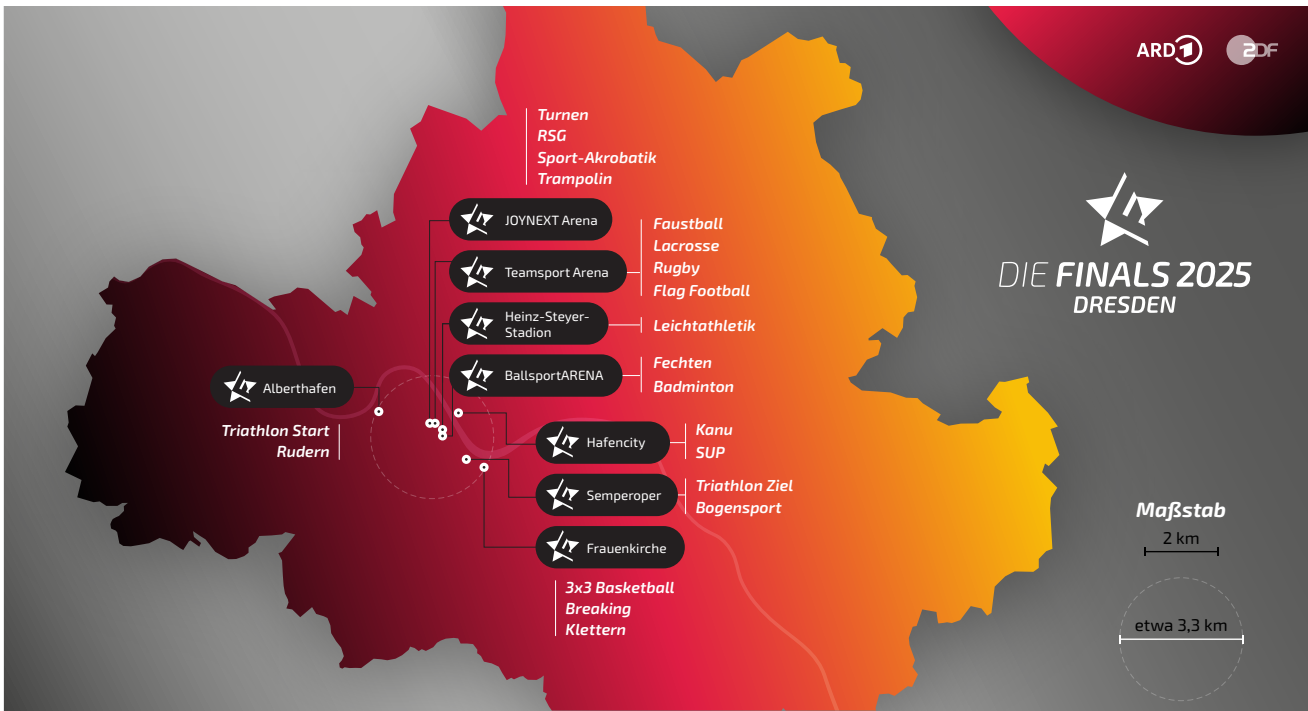 ARD 1
2DF
Turnen
RSG
Sport-Akrobatik
Trampolin
JOYNEXT Arena
Teamsport Arena
Faustball
Lacrosse
Rugby
Flag Football
Heinz-Steyer-
Stadion
Leichtathletik
BallsportARENA
Fechten
Badminton
Alberthafen
Triathlon Start
Rudern
Hafencity
Kanu
SUP
Semperoper
Triathlon Ziel
Bogensport
Frauenkirche
3x3 Basketball
Breaking
Klettern
DIE FINALS 2025
DRESDEN
Maßstab
2 km
etwa 3,3 km